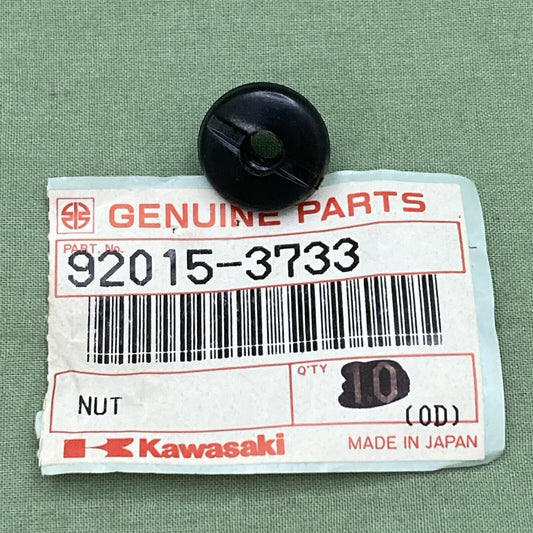 GENUINE PARTS
PART. No.
92015-3733
NUT
Q'TY
10
(OD)
Kawasaki
MADE IN JAPAN